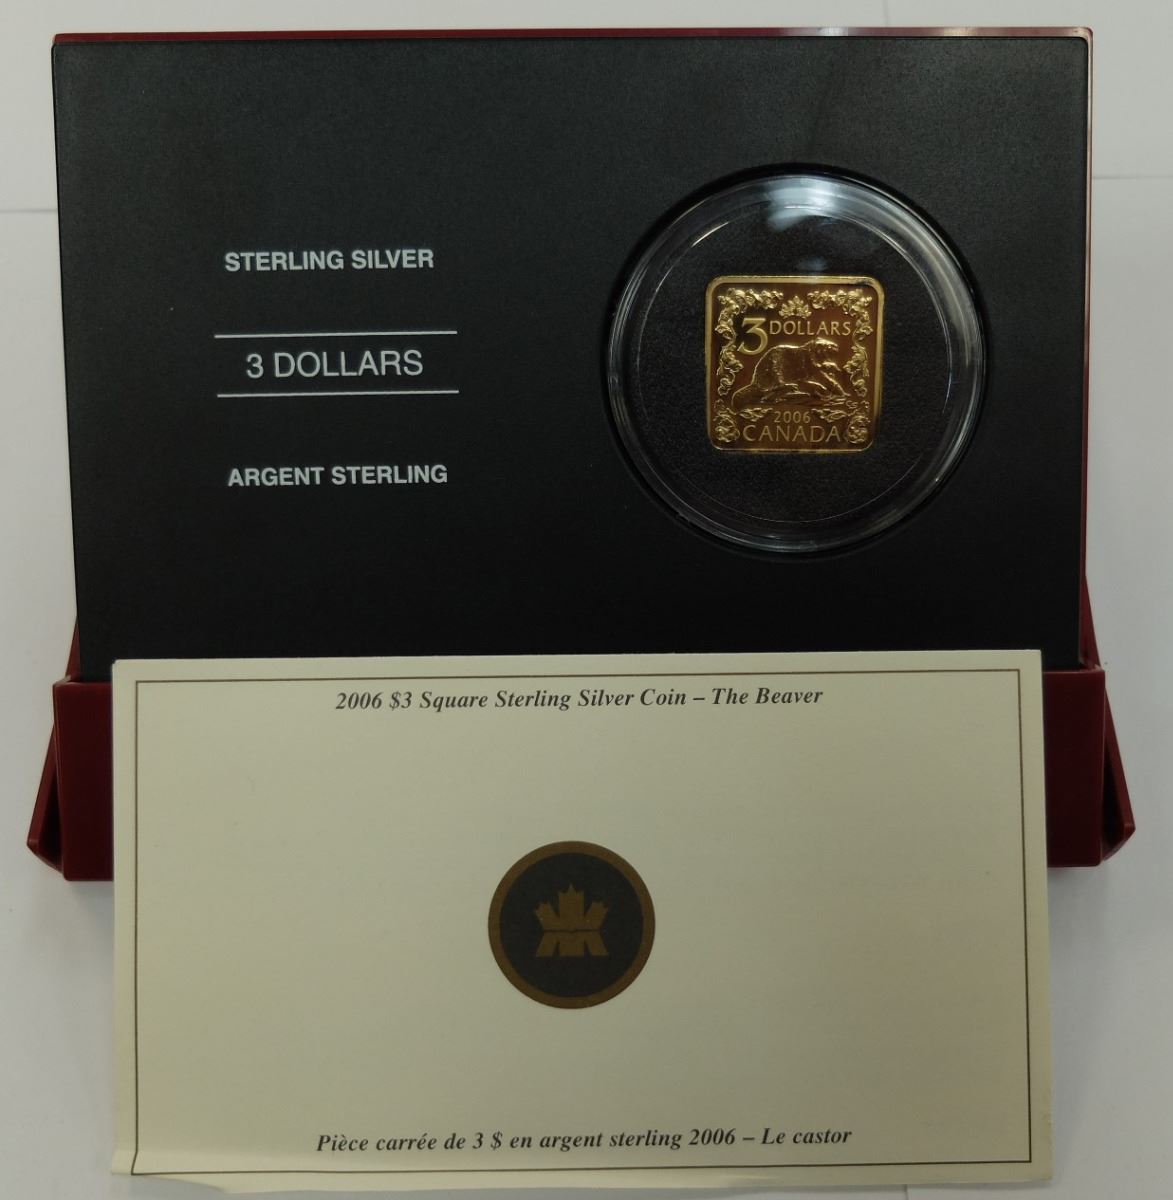 STERLING SILVER
3 DOLLARS
ARGENT STERLING
3 DOLLARS
2006
CANADA
2006 $3 Square Sterling Silver Coin – The Beaver
Pièce carrée de 3 $ en argent sterling 2006 – Le castor